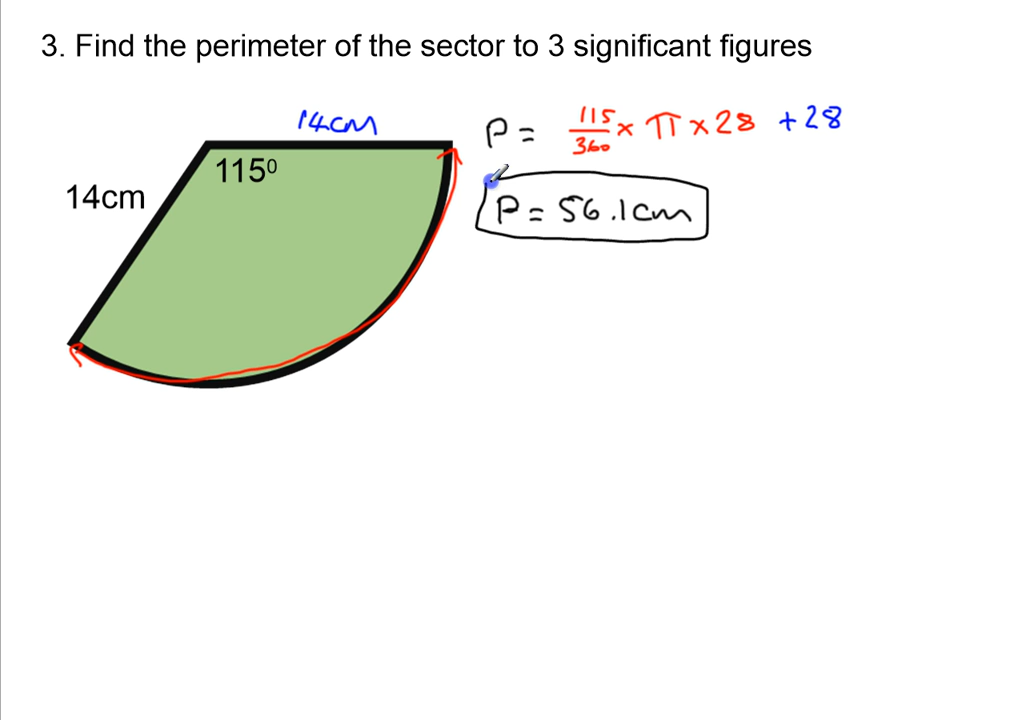 3. Find the perimeter of the sector to 3 significant figures
14cm
P = 115/360 × π × 28 + 28
115⁰
14cm
P = 56.1cm